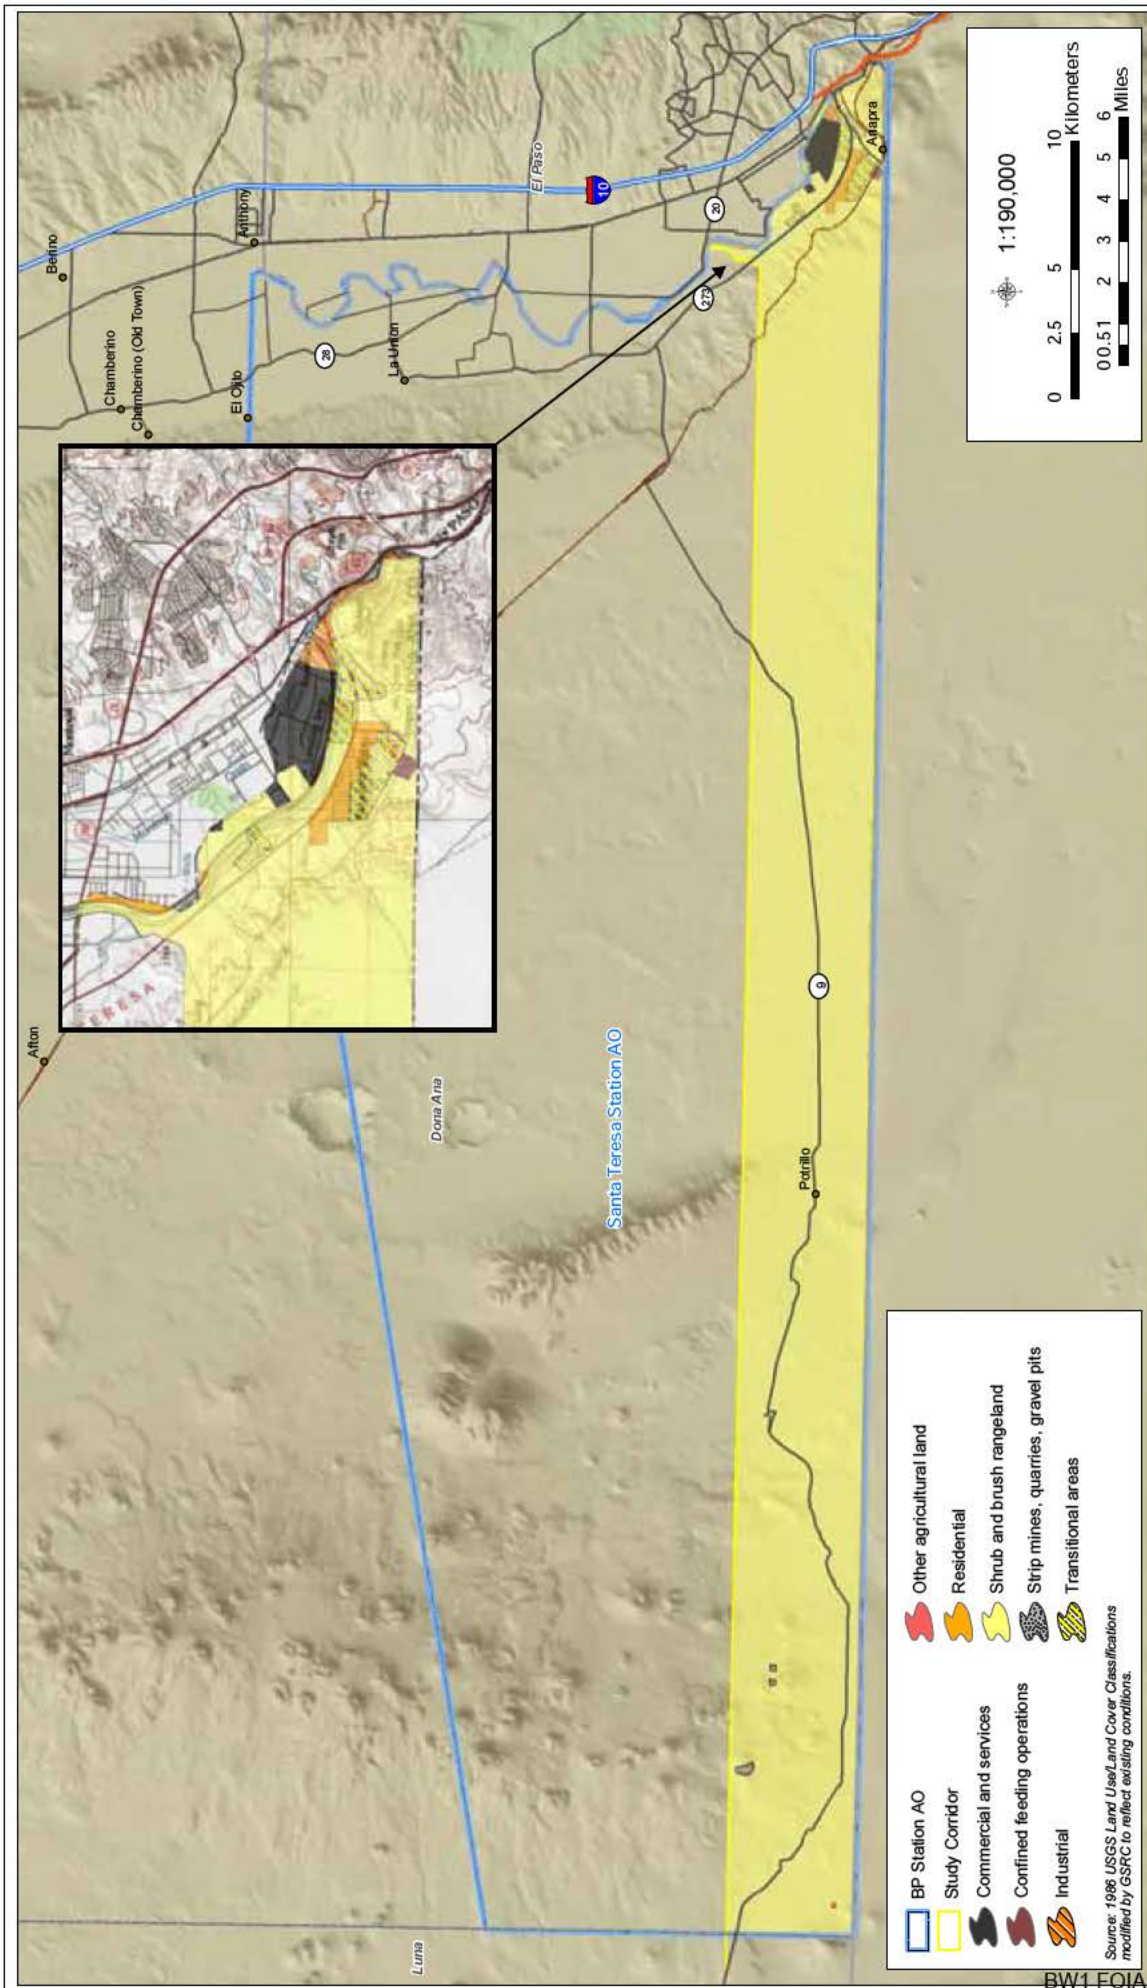 Berino
Chamberino
Chamberino (Old Town)
Anthony
El Ojito
28
La Union
El Paso
10
20
273
Anapra
Afton
TERESA
PASO
Dona Ana
Santa Teresa Station AO
9
Potrillo
Luna
1:190,000
0 2.5 5 10
Kilometers
0 0.5 1 2 3 4 5 6
Miles
BP Station AO
Study Corridor
Commercial and services
Confined feeding operations
Industrial
Other agricultural land
Residential
Shrub and brush rangeland
Strip mines, quarries, gravel pits
Transitional areas
Source: 1986 USGS Land Use/Land Cover Classifications
modified by GSRC to reflect existing conditions.
BW1 FOIA